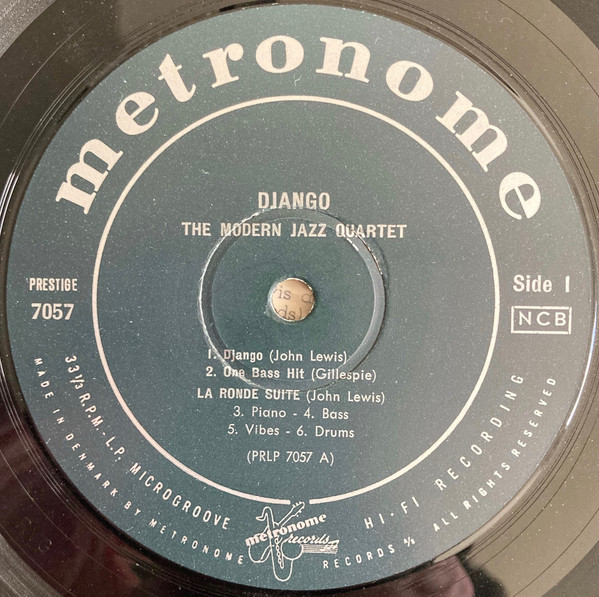 metronome
DJANGO
THE MODERN JAZZ QUARTET
PRESTIGE
7057
Side 1
NCB
1. Django (John Lewis)
2. One Bass Hit (Gillespie)
LA RONDE SUITE (John Lewis)
3. Piano - 4. Bass
5. Vibes - 6. Drums
(PRLP 7057 A)
33 1/3 R.P.M. - L.P. MICROGROOVE
HI-FI RECORDING
MADE IN DENMARK BY METRONOME RECORDS A/S ALL RIGHTS RESERVED
metronome
records